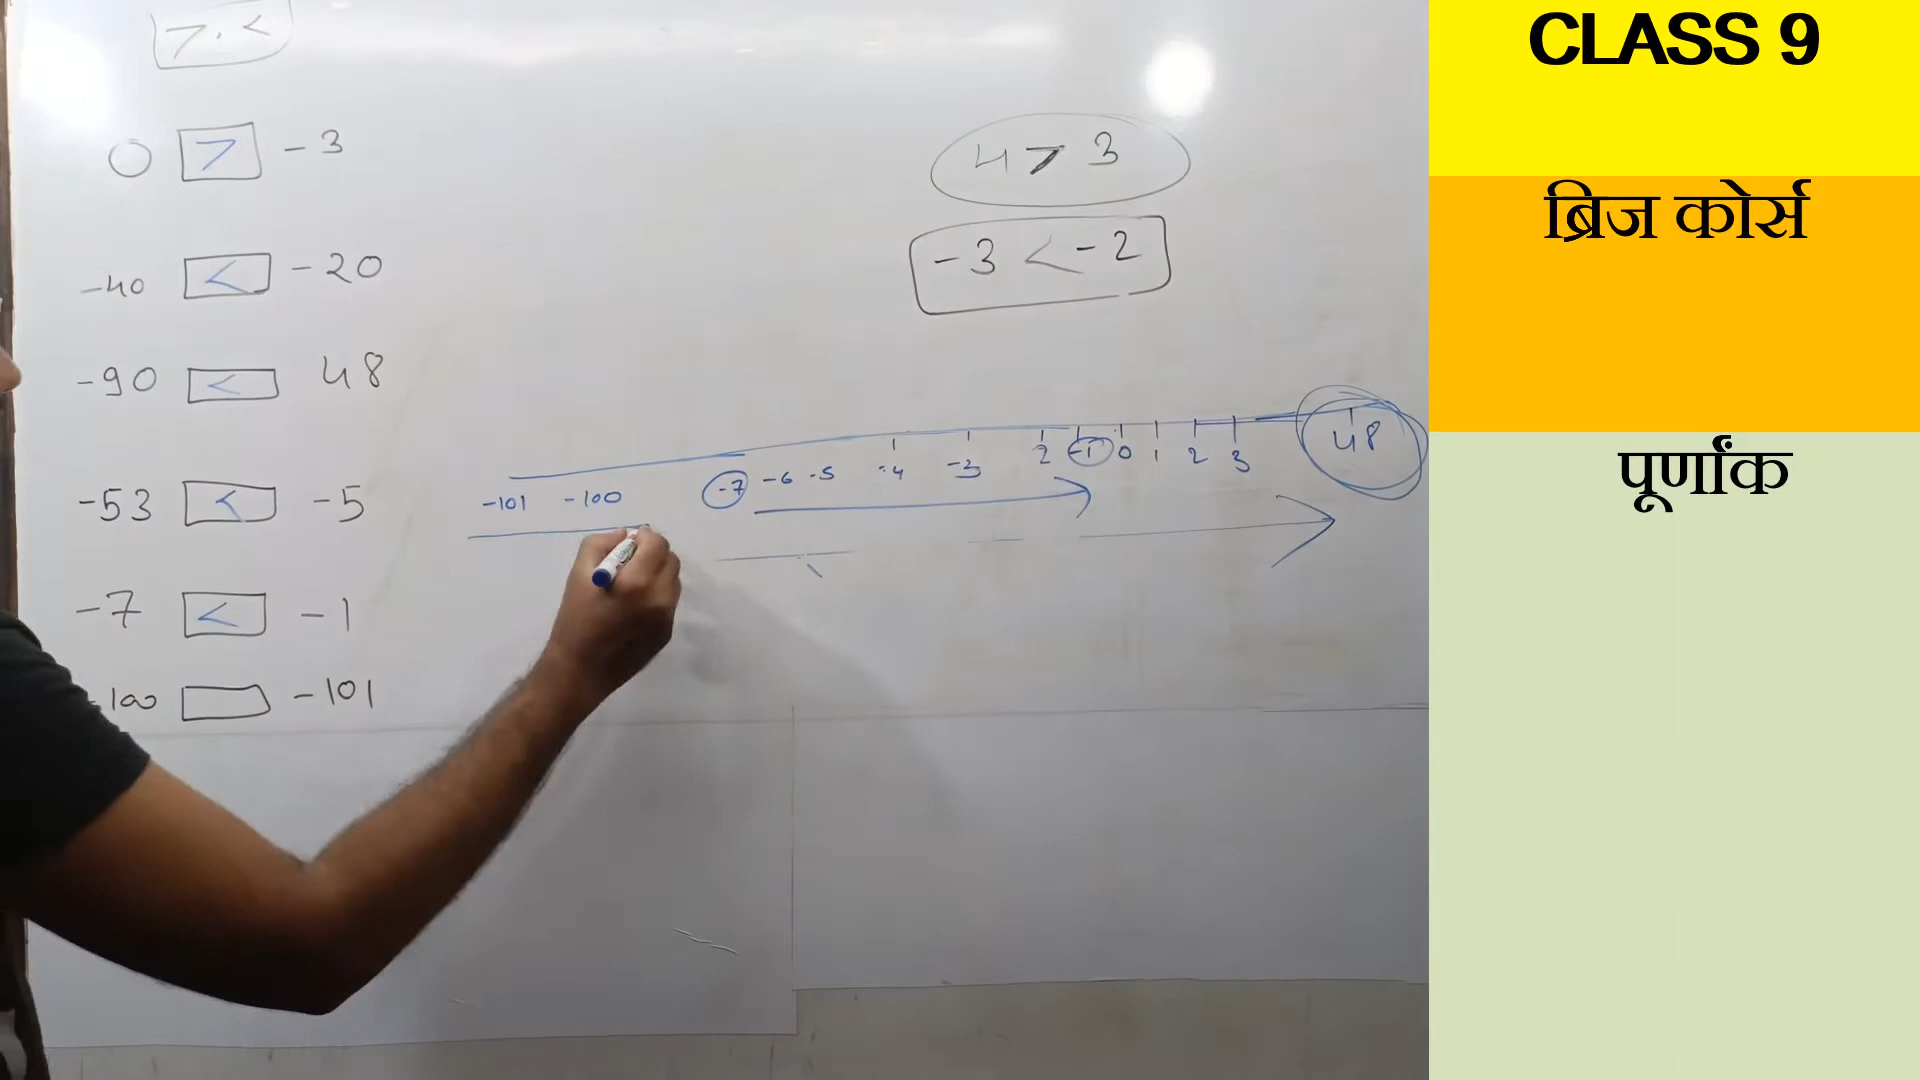 >, <
0 > -3
-40 < -20
-90 < 48
-53 < -5
-7 < -1
-100 -101
4 > 3
-3 < -2
-101 -100 -7 -6 -5 -4 -3 2 -1 0 1 2 3 48
CLASS 9
ब्रिज कोर्स
पूर्णांक